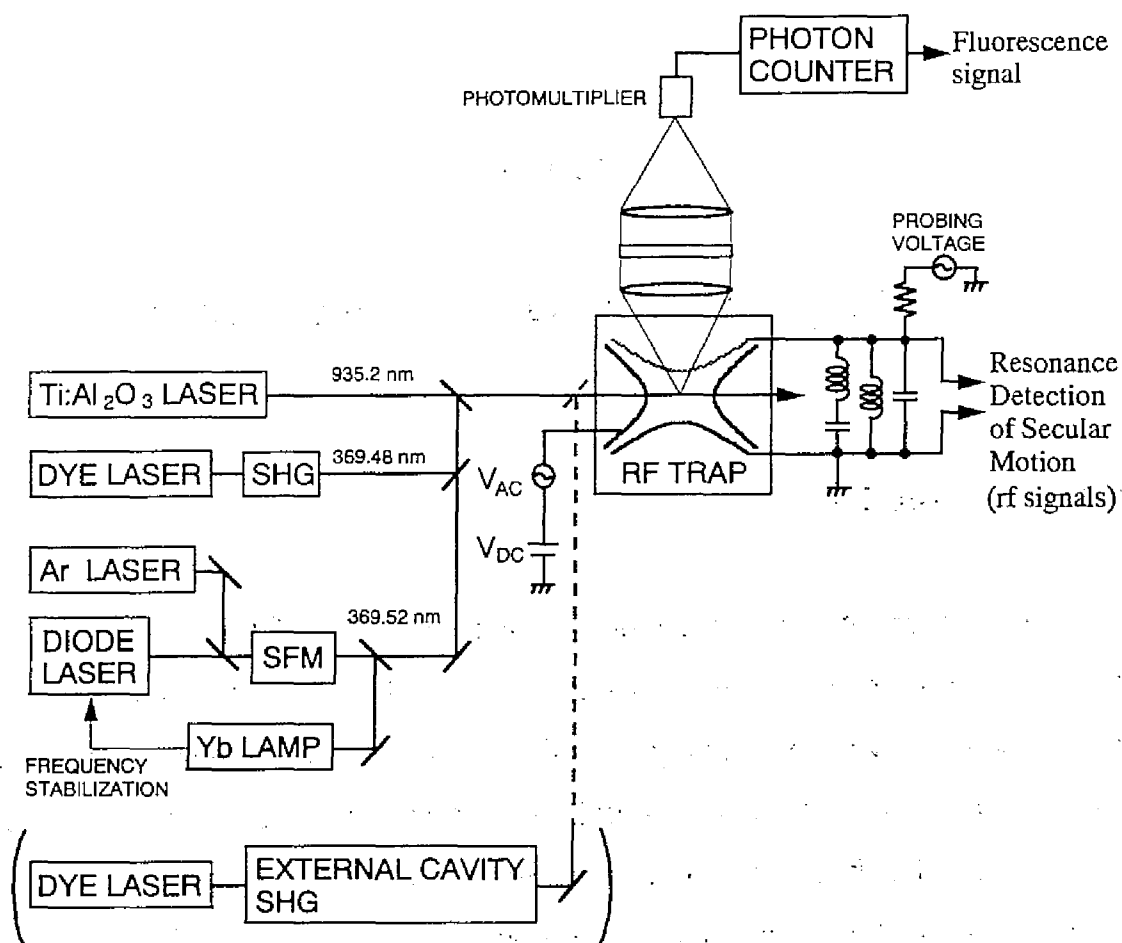 PHOTON
COUNTER
Fluorescence
signal
PHOTOMULTIPLIER
PROBING
VOLTAGE
Ti:Al₂O₃ LASER
935.2 nm
Resonance
Detection
of Secular
Motion
(rf signals)
DYE LASER
SHG
369.48 nm
RF TRAP
V_AC
V_DC
Ar LASER
DIODE
LASER
SFM
369.52 nm
Yb LAMP
FREQUENCY
STABILIZATION
DYE LASER
EXTERNAL CAVITY
SHG